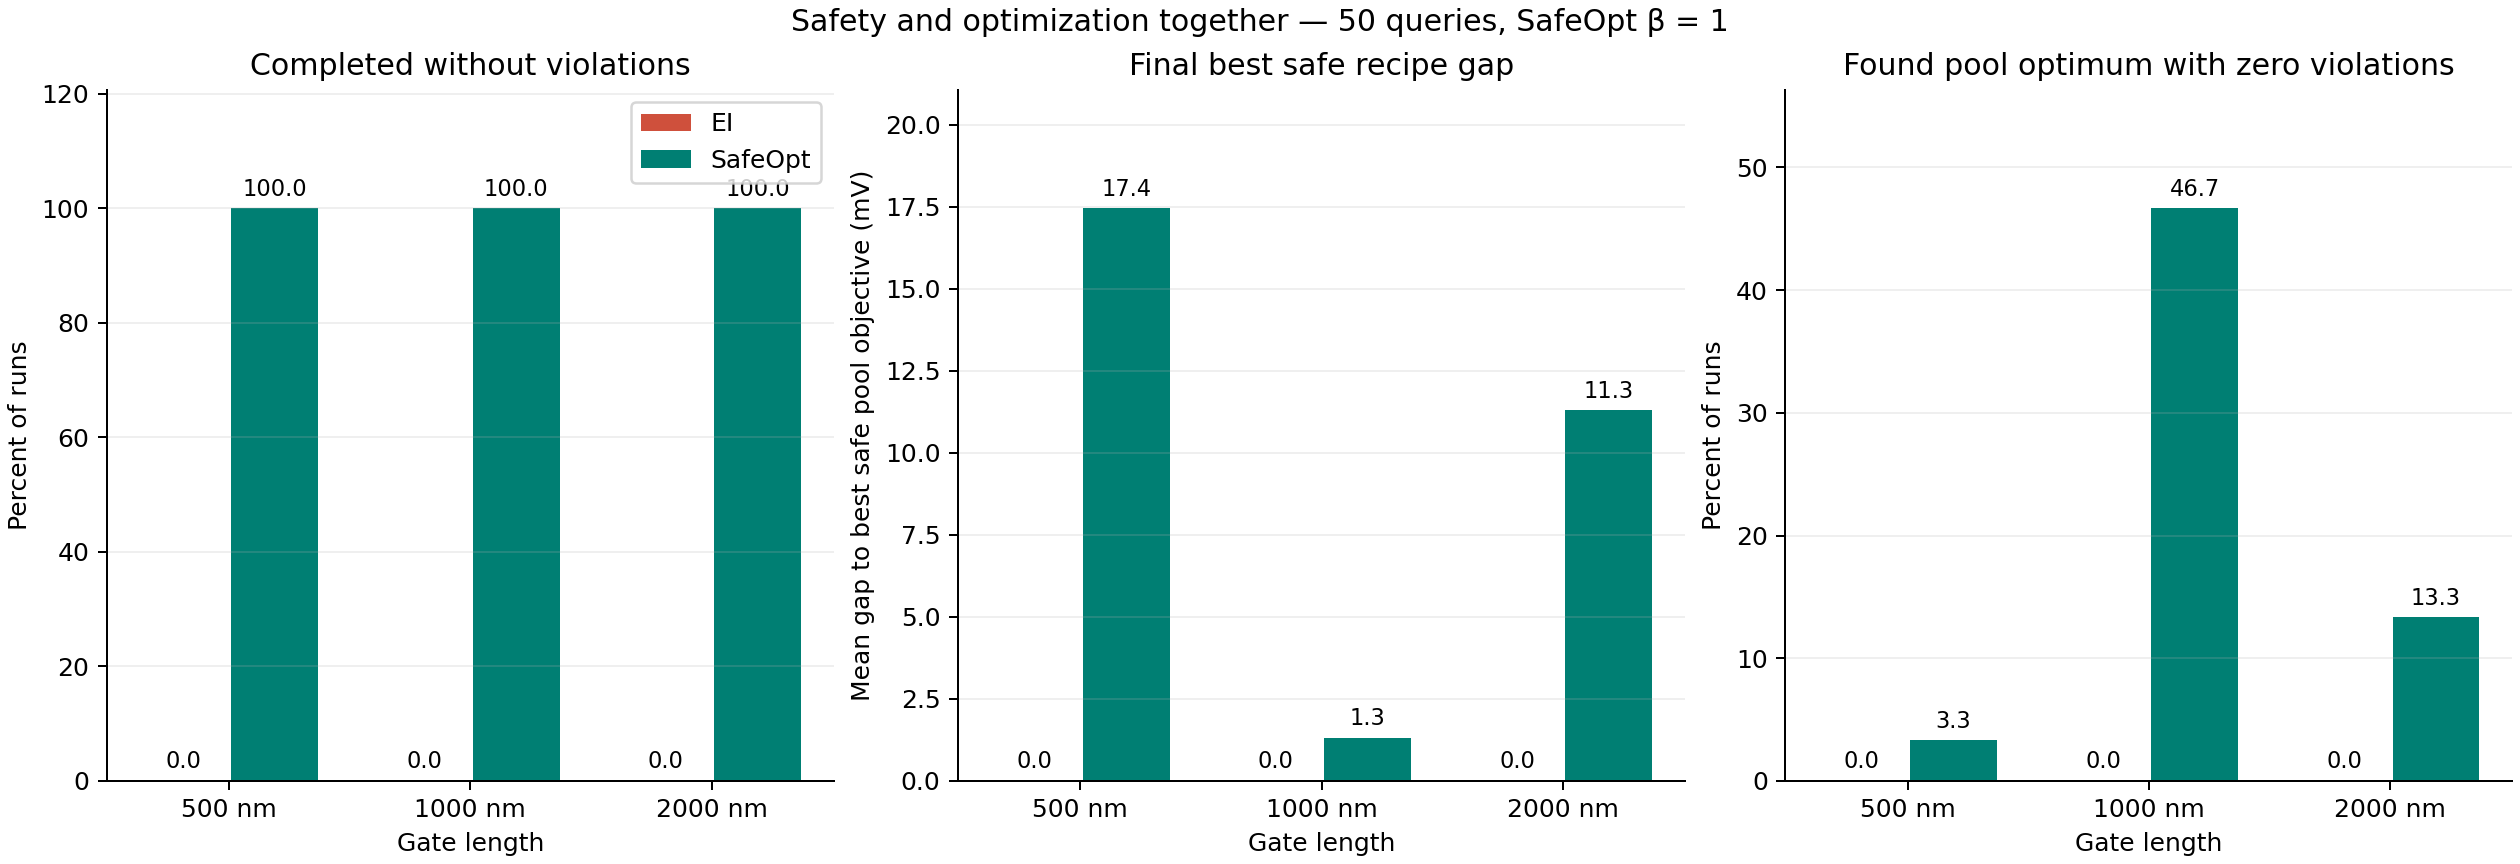 Safety and optimization together — 50 queries, SafeOpt β = 1
Completed without violations
120
100
80
60
40
20
0
Percent of runs
EI
SafeOpt
100.0
100.0
100.0
0.0
0.0
0.0
500 nm
1000 nm
2000 nm
Gate length
Final best safe recipe gap
20.0
17.5
15.0
12.5
10.0
7.5
5.0
2.5
0.0
Mean gap to best safe pool objective (mV)
17.4
1.3
11.3
0.0
0.0
0.0
500 nm
1000 nm
2000 nm
Gate length
Found pool optimum with zero violations
50
40
30
20
10
0
Percent of runs
3.3
46.7
13.3
0.0
0.0
0.0
500 nm
1000 nm
2000 nm
Gate length